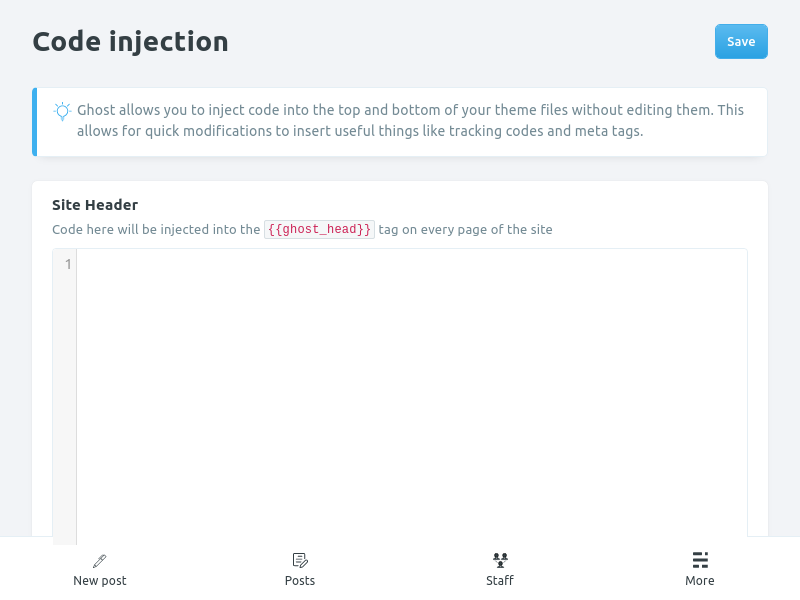 Code injection
Save
Ghost allows you to inject code into the top and bottom of your theme files without editing them. This
allows for quick modifications to insert useful things like tracking codes and meta tags.
Site Header
Code here will be injected into the {{ghost_head}} tag on every page of the site
1
New post
Posts
Staff
More